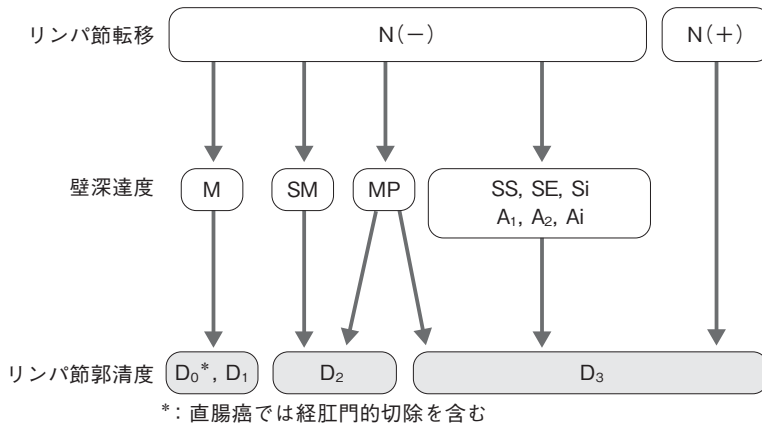 リンパ節転移 N(−) N(+)
壁深達度 M SM MP SS, SE, Si
A₁, A₂, Ai
リンパ節郭清度 D₀*, D₁ D₂ D₃
*：直腸癌では経肛門的切除を含む